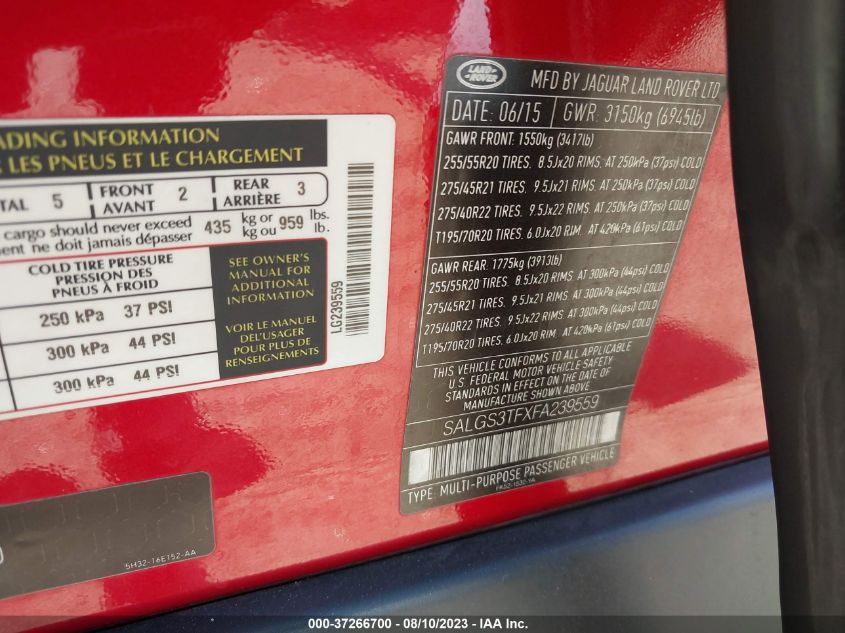 ADING INFORMATION
LES PNEUS ET LE CHARGEMENT
TAL 5 FRONT AVANT 2 REAR ARRIÈRE 3
cargo should never exceed
ment ne doit jamais dépasser
435 kg or kg ou 959 lbs. lb.
COLD TIRE PRESSURE
PRESSION DES
PNEUS À FROID
250 kPa 37 PSI
300 kPa 44 PSI
300 kPa 44 PSI
SEE OWNER'S
MANUAL FOR
ADDITIONAL
INFORMATION
VOIR LE MANUEL
DEL'USAGER
POUR PLUS DE
RENSEIGNEMENTS
LG239559
5H32-16E152-AA
LAND ROVER
MFD BY JAGUAR LAND ROVER LTD
DATE: 06/15 GWR: 3150kg (6945lb)
GAWR FRONT: 1550kg (3417lb)
255/55R20 TIRES. 8.5Jx20 RIMS. AT 250kPa (37psi) COLD
275/45R21 TIRES. 9.5Jx21 RIMS. AT 250kPa (37psi) COLD
275/40R22 TIRES. 9.5Jx22 RIMS. AT 250kPa (37psi) COLD
T195/70R20 TIRES. 6.0Jx20 RIM. AT 420kPa (61psi) COLD
GAWR REAR: 1775kg (3913lb)
255/55R20 TIRES. 8.5Jx20 RIMS. AT 300kPa (44psi) COLD
275/45R21 TIRES. 9.5Jx21 RIMS. AT 300kPa (44psi) COLD
275/40R22 TIRES. 9.5Jx22 RIMS. AT 300kPa (44psi) COLD
T195/70R20 TIRES. 6.0Jx20 RIM. AT 420kPa (61psi) COLD
THIS VEHICLE CONFORMS TO ALL APPLICABLE
U.S. FEDERAL MOTOR VEHICLE SAFETY
STANDARDS IN EFFECT ON THE DATE OF
MANUFACTURE SHOWN ABOVE
SALGS3TFXFA239559
TYPE: MULTI-PURPOSE PASSENGER VEHICLE
000-37266700 - 08/10/2023 - IAA Inc.